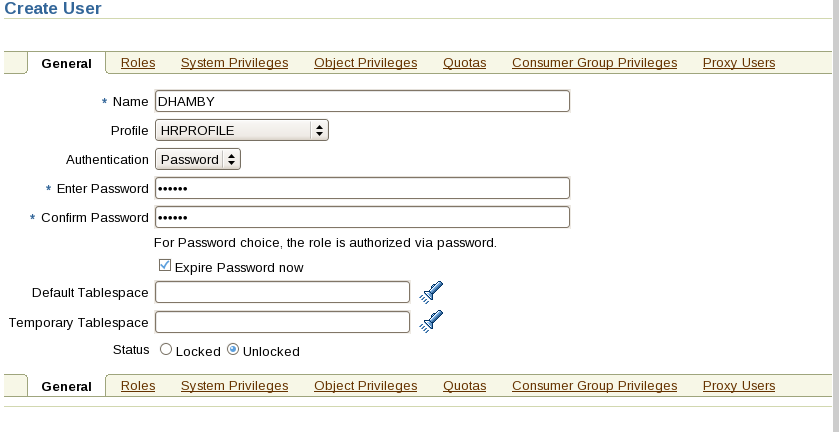 Create User
General Roles System Privileges Object Privileges Quotas Consumer Group Privileges Proxy Users
* Name DHAMBY
Profile HRPROFILE
Authentication Password
* Enter Password ••••••
* Confirm Password ••••••
For Password choice, the role is authorized via password.
Expire Password now
Default Tablespace
Temporary Tablespace
Status Locked Unlocked
General Roles System Privileges Object Privileges Quotas Consumer Group Privileges Proxy Users